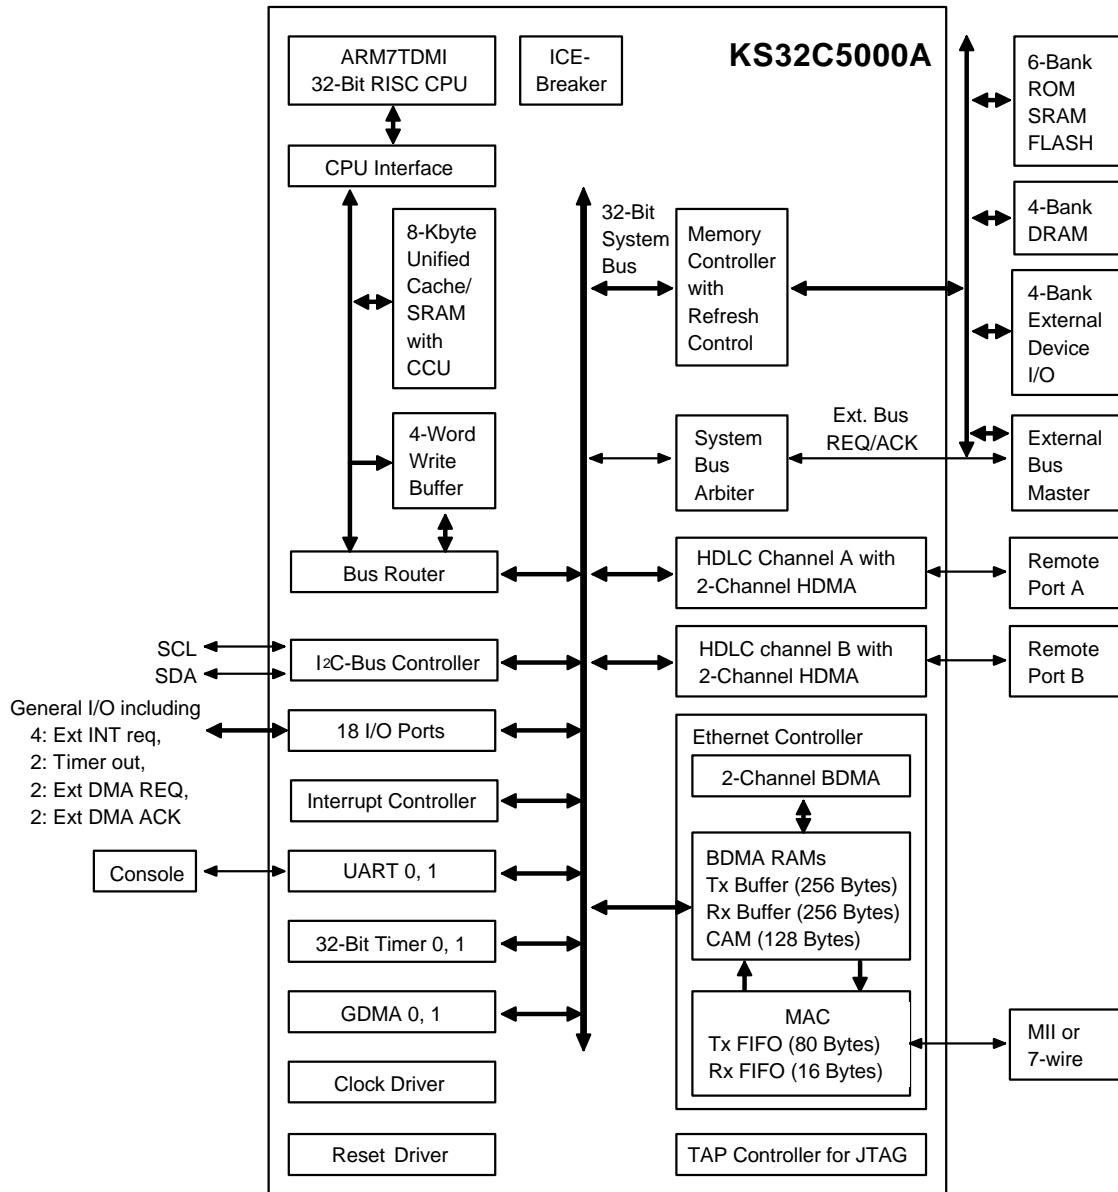 KS32C5000A
ARM7TDMI
32-Bit RISC CPU
ICE-
Breaker
CPU Interface
8-Kbyte
Unified
Cache/
SRAM
with
CCU
4-Word
Write
Buffer
Bus Router
32-Bit
System
Bus
Memory
Controller
with
Refresh
Control
System
Bus
Arbiter
Ext. Bus
REQ/ACK
6-Bank
ROM
SRAM
FLASH
4-Bank
DRAM
4-Bank
External
Device
I/O
External
Bus
Master
HDLC Channel A with
2-Channel HDMA
Remote
Port A
HDLC channel B with
2-Channel HDMA
Remote
Port B
SCL
SDA
I2C-Bus Controller
General I/O including
4: Ext INT req,
2: Timer out,
2: Ext DMA REQ,
2: Ext DMA ACK
18 I/O Ports
Interrupt Controller
Console
UART 0, 1
32-Bit Timer 0, 1
GDMA 0, 1
Clock Driver
Reset Driver
Ethernet Controller
2-Channel BDMA
BDMA RAMs
Tx Buffer (256 Bytes)
Rx Buffer (256 Bytes)
CAM (128 Bytes)
MAC
Tx FIFO (80 Bytes)
Rx FIFO (16 Bytes)
MII or
7-wire
TAP Controller for JTAG